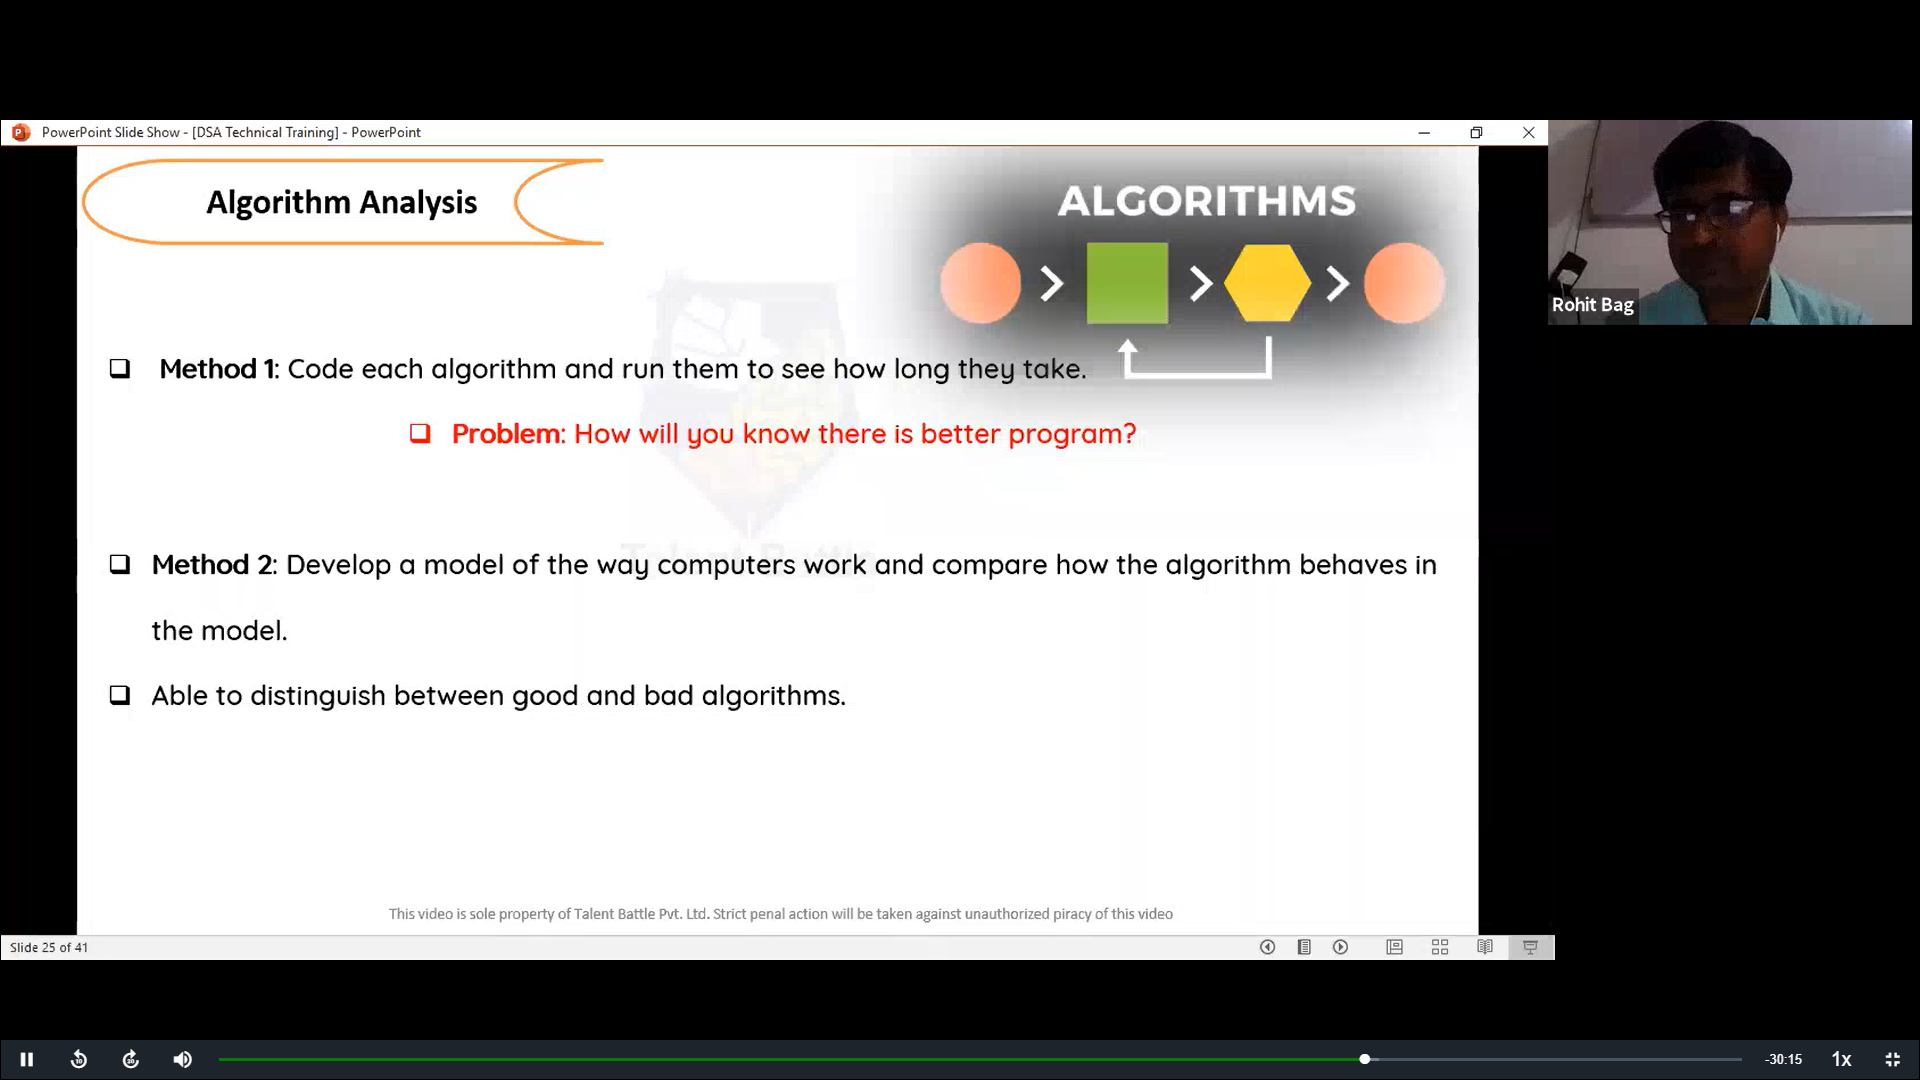 PowerPoint Slide Show - [DSA Technical Training] - PowerPoint
Algorithm Analysis
ALGORITHMS
Rohit Bag
Method 1: Code each algorithm and run them to see how long they take.
Problem: How will you know there is better program?
Method 2: Develop a model of the way computers work and compare how the algorithm behaves in
the model.
Able to distinguish between good and bad algorithms.
Talent Battle
This video is sole property of Talent Battle Pvt. Ltd. Strict penal action will be taken against unauthorized piracy of this video
Slide 25 of 41
-30:15
1x